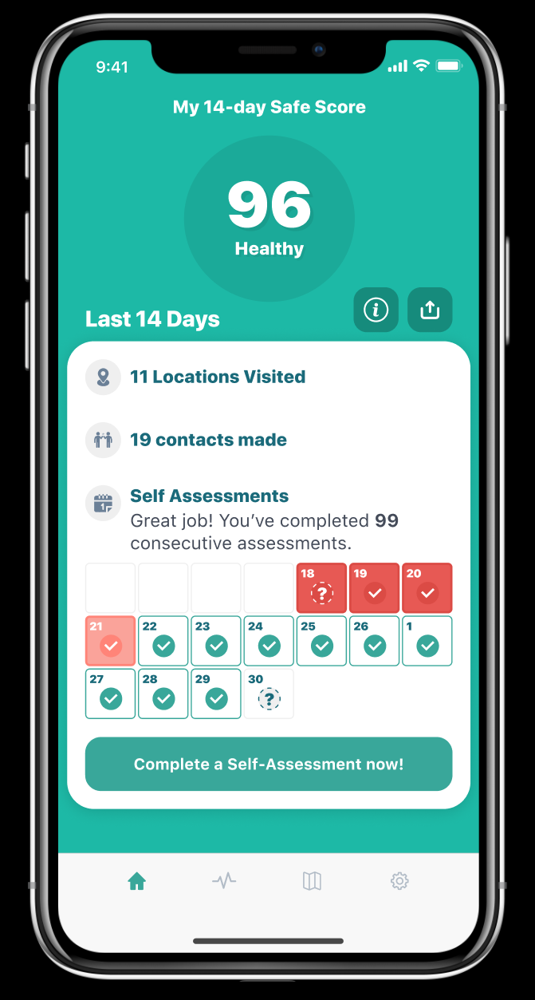 9:41
My 14-day Safe Score
96
Healthy
Last 14 Days
i
11 Locations Visited
19 contacts made
1
Self Assessments
Great job! You’ve completed 99
consecutive assessments.
18 19 20
?
21 22 23 24 25 26 1
27 28 29 30
?
Complete a Self-Assessment now!